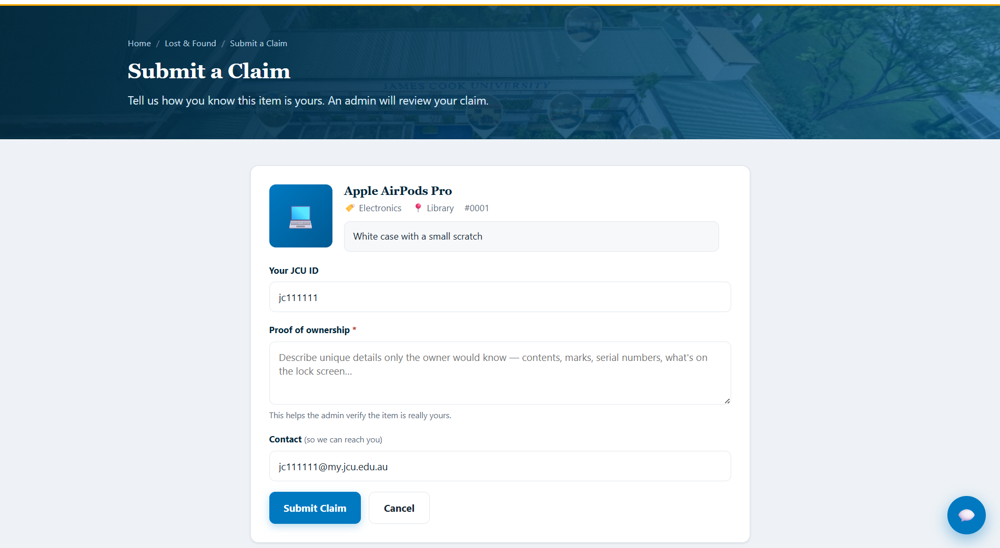 Home / Lost & Found / Submit a Claim
Submit a Claim
JAMES COOK UNIVERSITY
Tell us how you know this item is yours. An admin will review your claim.
Apple AirPods Pro
Electronics Library #0001
White case with a small scratch
Your JCU ID
jc111111
Proof of ownership *
Describe unique details only the owner would know — contents, marks, serial numbers, what's on
the lock screen...
This helps the admin verify the item is really yours.
Contact (so we can reach you)
jc111111@my.jcu.edu.au
Submit Claim Cancel